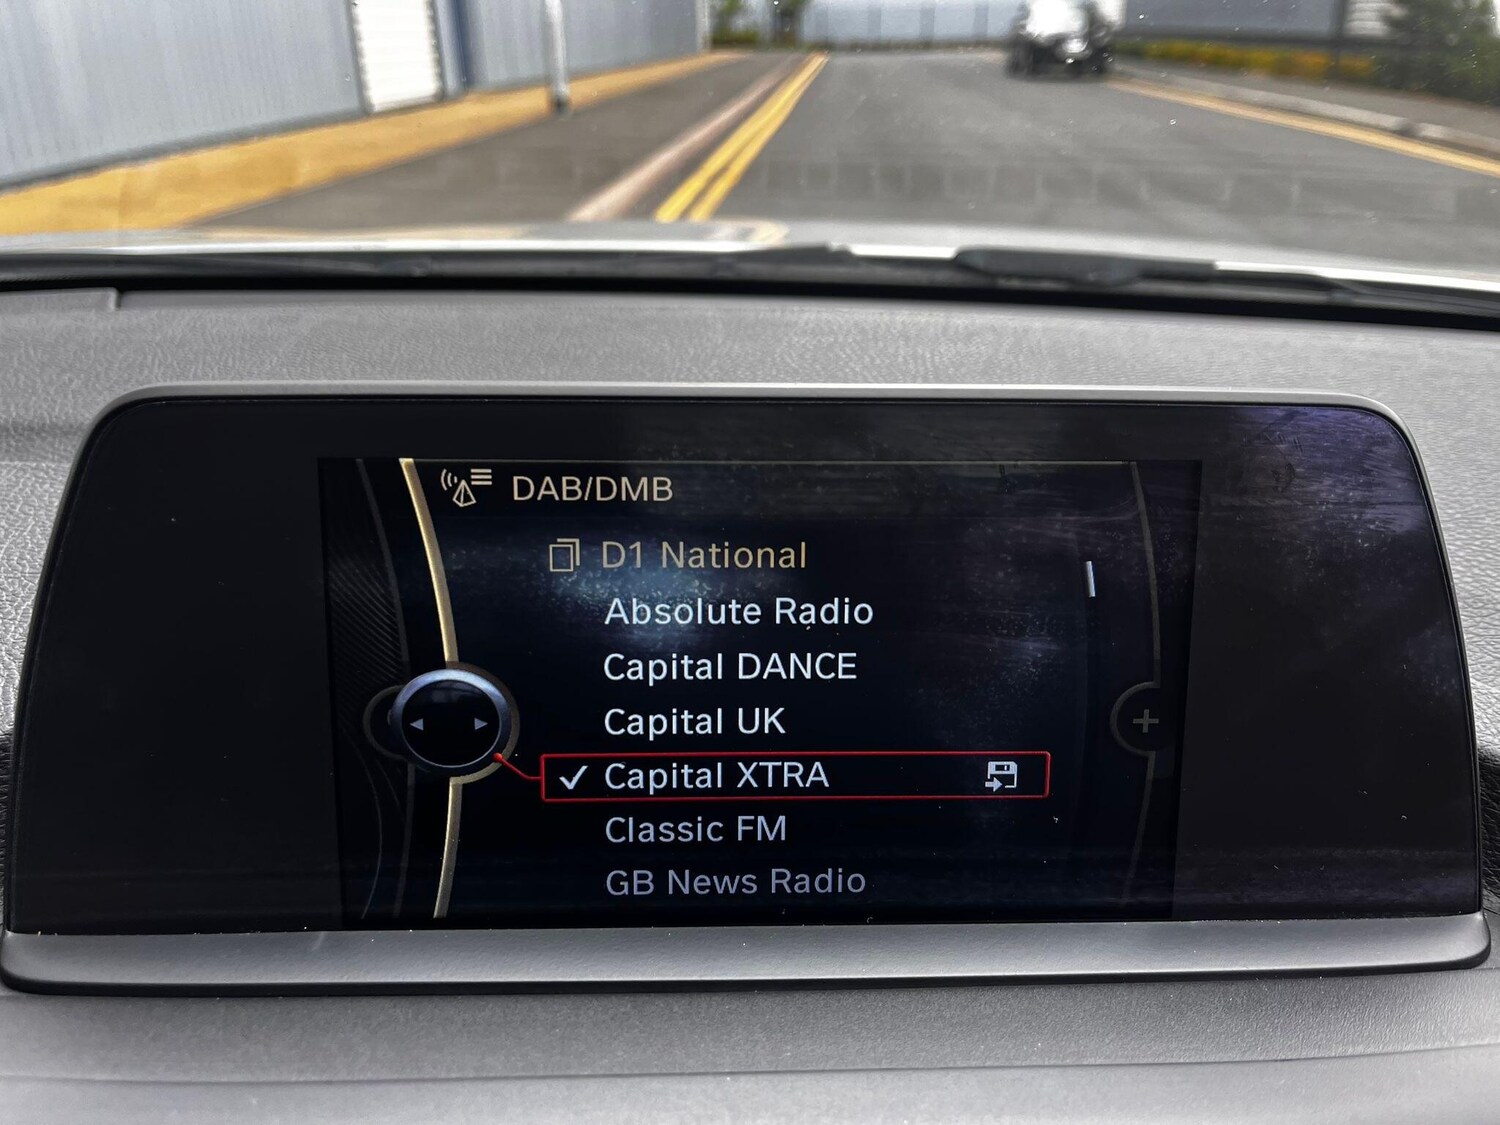 DAB/DMB
D1 National
Absolute Radio
Capital DANCE
Capital UK
Capital XTRA
Classic FM
GB News Radio